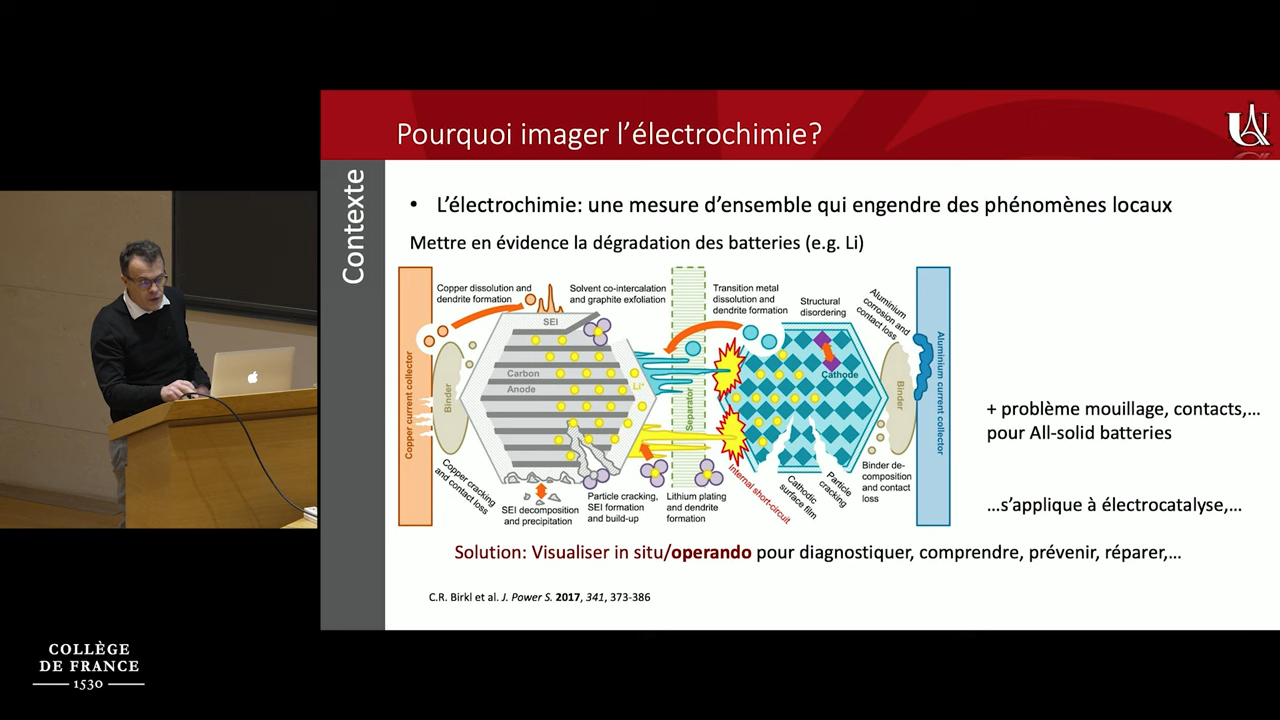 Pourquoi imager l'électrochimie?
UA
Contexte
• L'électrochimie: une mesure d'ensemble qui engendre des phénomènes locaux
Mettre en évidence la dégradation des batteries (e.g. Li)
Copper dissolution and
dendrite formation
Solvent co-intercalation
and graphite exfoliation
Transition metal
dissolution and
dendrite formation
Structural
disordering
Aluminium
corrosion and
contact loss
Copper current collector
Binder
SEI
Carbon
Anode
Li⁺
Separator
Cathode
Binder
Aluminium current collector
Copper cracking
and contact loss
SEI decomposition
and precipitation
Particle cracking,
SEI formation
and build-up
Lithium plating
and dendrite
formation
Internal short-circuit
Cathodic
surface film
Particle
cracking
Binder de-
composition
and contact
loss
+ problème mouillage, contacts,...
pour All-solid batteries
...s'applique à électrocatalyse,...
Solution: Visualiser in situ/operando pour diagnostiquer, comprendre, prévenir, réparer,...
C.R. Birkl et al. J. Power S. 2017, 341, 373-386
COLLÈGE
DE FRANCE
1530